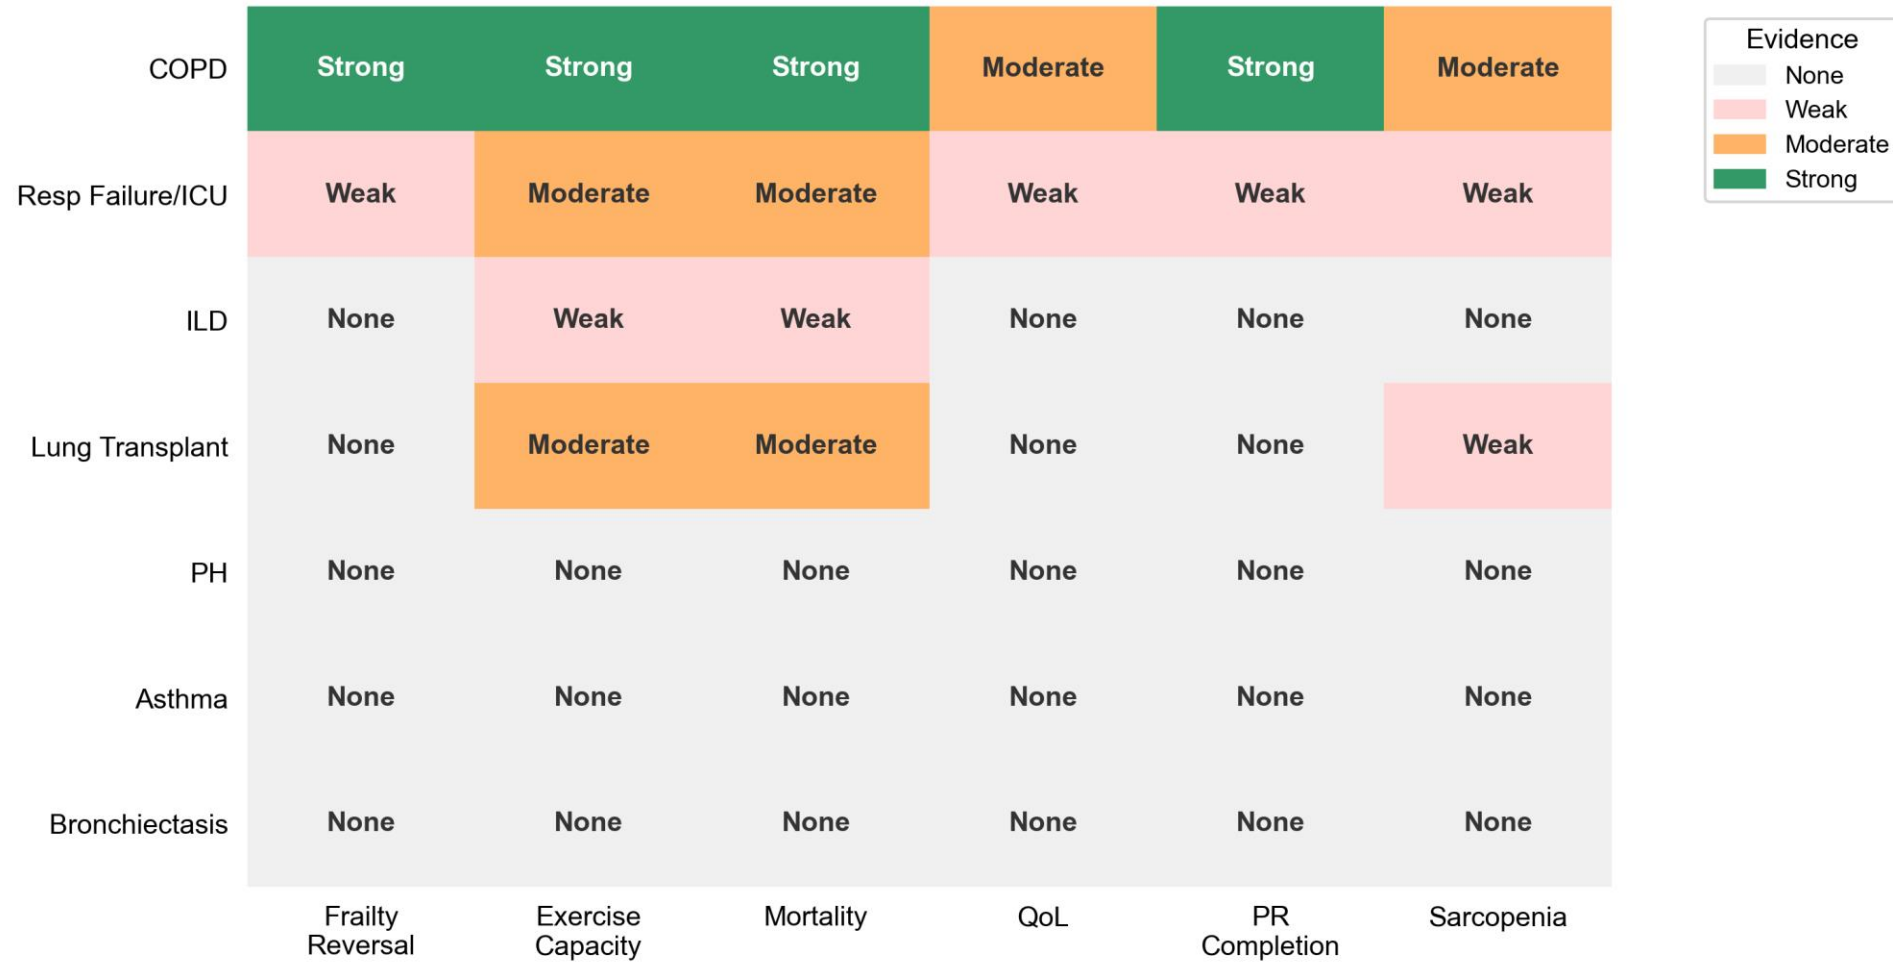 COPD Strong Strong Strong Moderate Strong Moderate
Resp Failure/ICU Weak Moderate Moderate Weak Weak Weak
ILD None Weak Weak None None None
Lung Transplant None Moderate Moderate None None Weak
PH None None None None None None
Asthma None None None None None None
Bronchiectasis None None None None None None
Frailty
Reversal
Exercise
Capacity
Mortality
QoL
PR
Completion
Sarcopenia
Evidence
None
Weak
Moderate
Strong